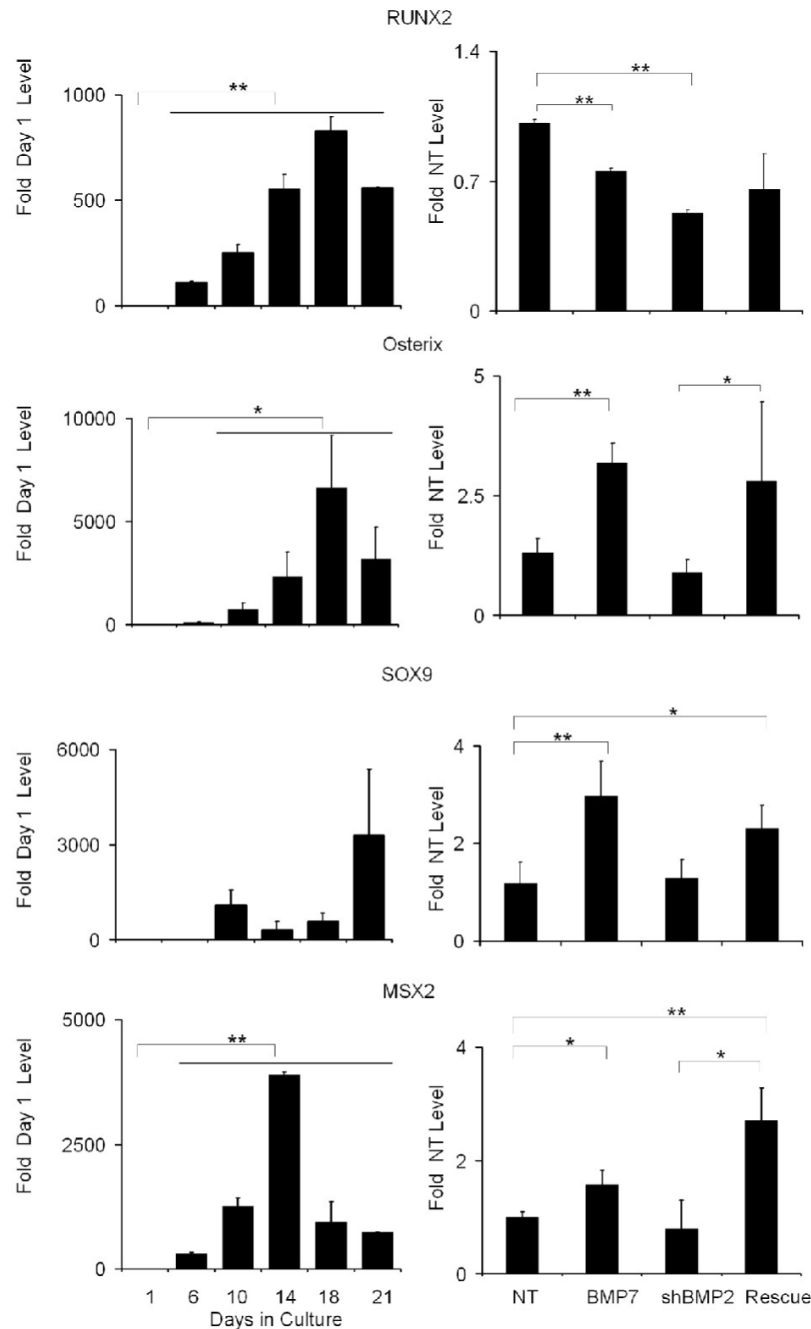 RUNX2
Fold Day 1 Level
1000
500
0
**
Fold NT Level
1.4
0.7
0
**
**
Osterix
Fold Day 1 Level
10000
5000
0
*
Fold NT Level
5
2.5
0
**
*
SOX9
Fold Day 1 Level
6000
3000
0
Fold NT Level
4
2
0
*
**
MSX2
Fold Day 1 Level
5000
2500
0
**
1 6 10 14 18 21
Days in Culture
Fold NT Level
4
2
0
**
*
*
NT BMP7 shBMP2 Rescue